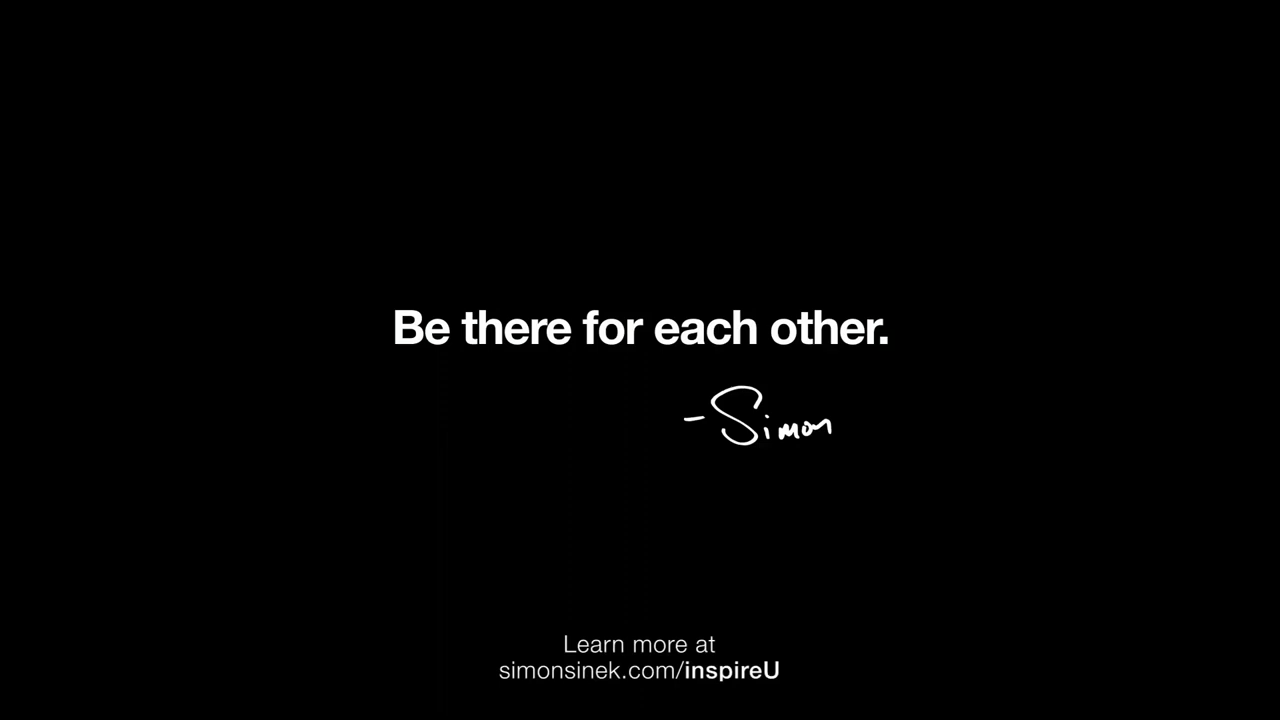 Be there for each other.
-Simon
Learn more at
simonsinek.com/inspireU